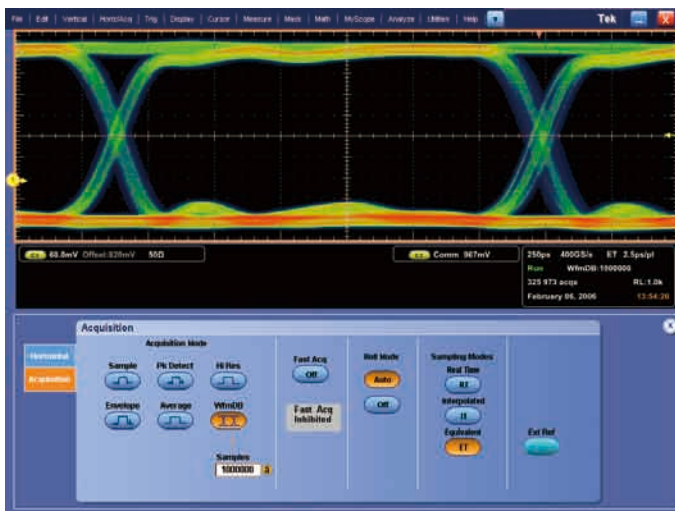 File Edit Vertical Horiz/Acq Trig Display Cursor Measure Mask Math MyScope Analyze Utilities Help Tek X
1
C1 68.0mV Offset:828mV 50Ω
Comm 967mV
250ps 400GS/s ET 2.5ps/pt
Run WfmDB:1000000
325 973 acqs RL:1.0k
February 06, 2006 13:54:26
Acquisition X
Horizontal
Acquisition
Acquisition Mode
Sample Pk Detect Hi Res
Envelope Average WfmDB
Samples
1000000 a
Fast Acq
Off
Fast Acq
Inhibited
Roll Mode
Auto
Off
Sampling Modes
Real Time
RT
Interpolated
IT
Equivalent
ET
Ext Ref